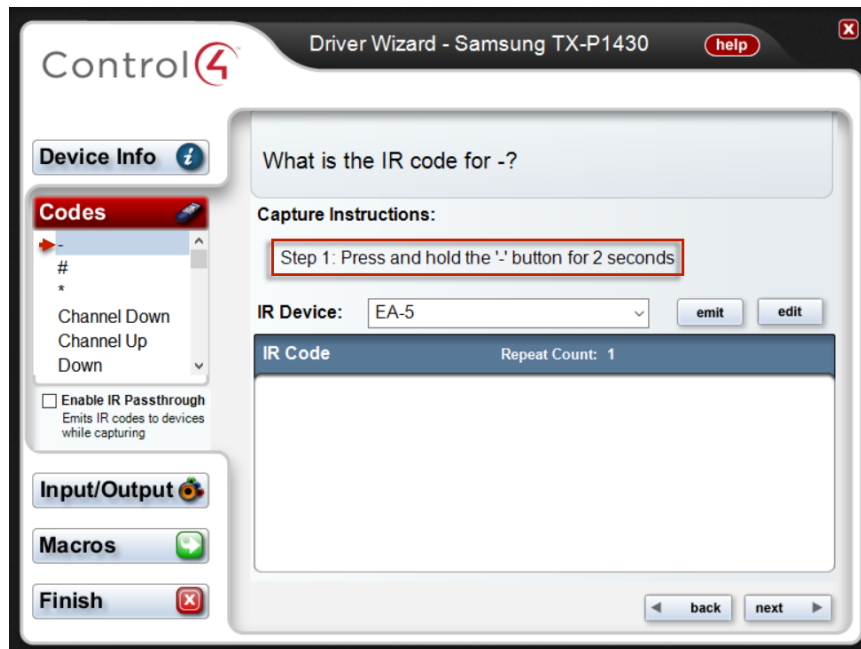 Control4
Driver Wizard - Samsung TX-P1430
help
X
Device Info
i
What is the IR code for -?
Codes
-
#
*
Channel Down
Channel Up
Down
Enable IR Passthrough
Emits IR codes to devices
while capturing
Capture Instructions:
Step 1: Press and hold the '-' button for 2 seconds
IR Device:
EA-5
emit
edit
IR Code
Repeat Count: 1
Input/Output
Macros
Finish
back
next